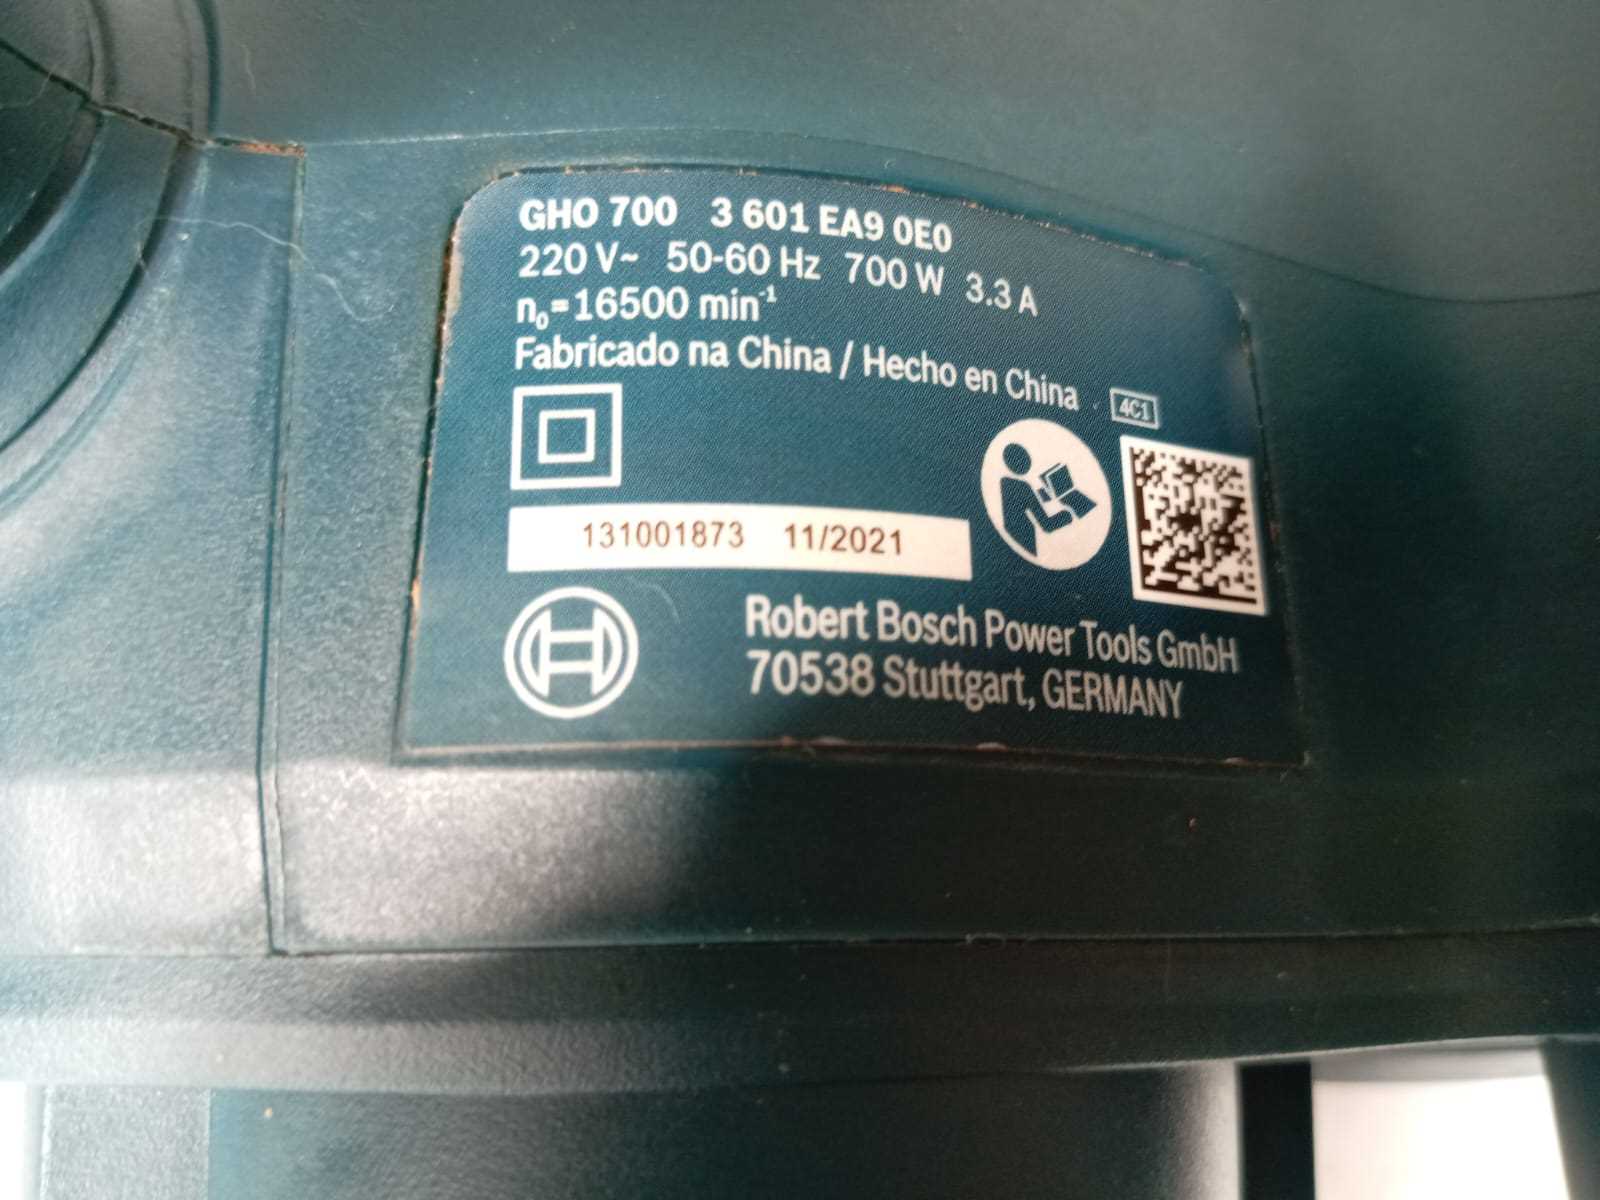 GHO 700 3 601 EA9 0E0
220 V~ 50-60 Hz 700 W 3.3 A
n₀=16500 min⁻¹
Fabricado na China / Hecho en China
4C1
131001873 11/2021
Robert Bosch Power Tools GmbH
70538 Stuttgart, GERMANY